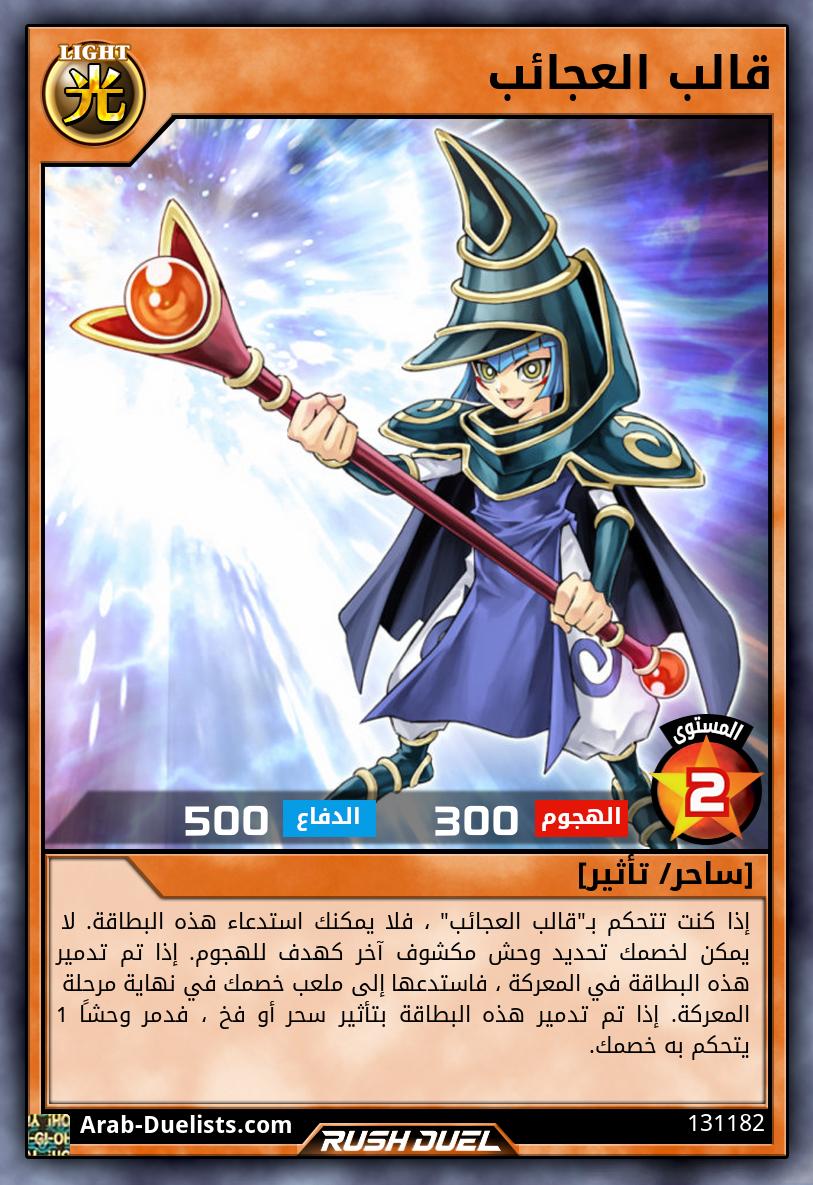 LIGHT
光
قالب العجائب
المستوى
2
الهجوم 300 الدفاع 500
[ساحر/ تأثير]
إذا كنت تتحكم بـ"قالب العجائب" ، فلا يمكنك استدعاء هذه البطاقة. لا
يمكن لخصمك تحديد وحش مكشوف آخر كهدف للهجوم. إذا تم تدمير
هذه البطاقة في المعركة ، فاستدعها إلى ملعب خصمك في نهاية مرحلة
المعركة. إذا تم تدمير هذه البطاقة بتأثير سحر أو فخ ، فدمر وحشاً 1
يتحكم به خصمك.
Arab-Duelists.com
RUSH DUEL
131182